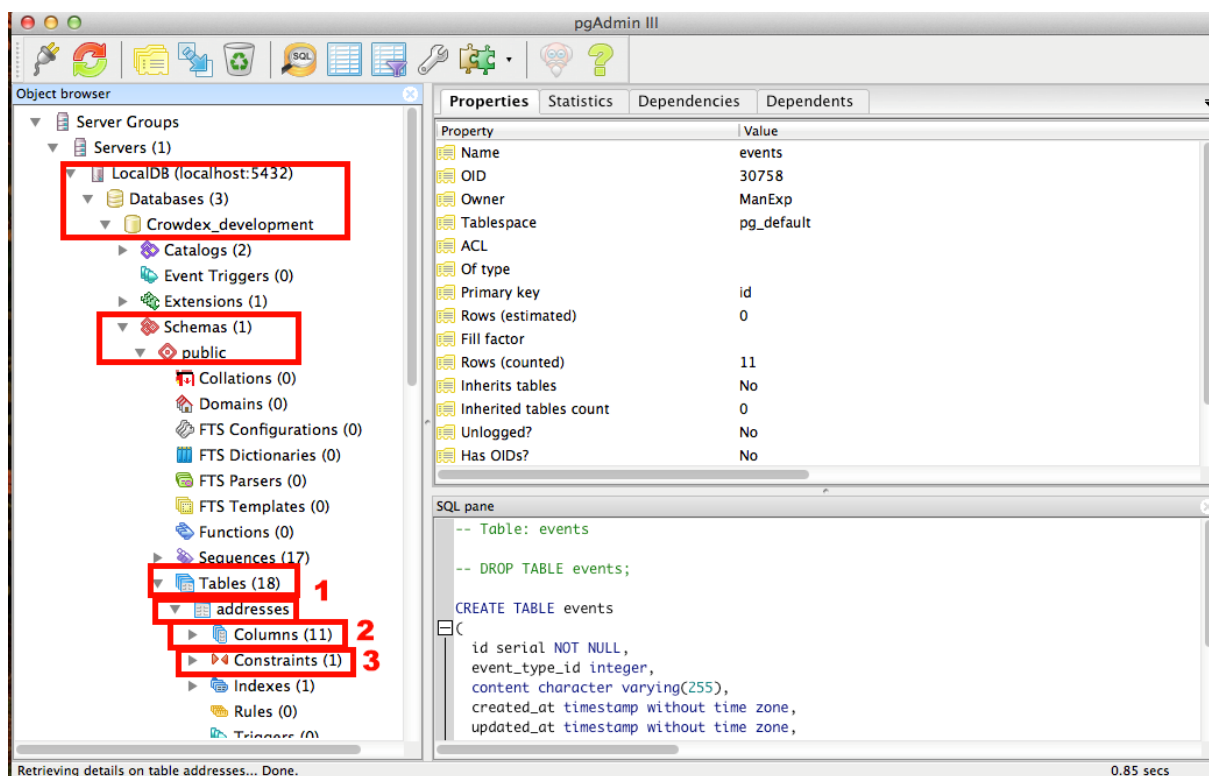 pgAdmin III
SQL
Object browser
Server Groups
Servers (1)
LocalDB (localhost:5432)
Databases (3)
Crowdex_development
Catalogs (2)
Event Triggers (0)
Extensions (1)
Schemas (1)
public
Collations (0)
Domains (0)
FTS Configurations (0)
FTS Dictionaries (0)
FTS Parsers (0)
FTS Templates (0)
Functions (0)
Sequences (17)
Tables (18) 1
addresses
Columns (11) 2
Constraints (1) 3
Indexes (1)
Rules (0)
Triggers (0)
Properties Statistics Dependencies Dependents
Property Value
Name events
OID 30758
Owner ManExp
Tablespace pg_default
ACL
Of type
Primary key id
Rows (estimated) 0
Fill factor
Rows (counted) 11
Inherits tables No
Inherited tables count 0
Unlogged? No
Has OIDs? No
SQL pane
-- Table: events
-- DROP TABLE events;
CREATE TABLE events
(
id serial NOT NULL,
event_type_id integer,
content character varying(255),
created_at timestamp without time zone,
updated_at timestamp without time zone,
Retrieving details on table addresses... Done. 0.85 secs